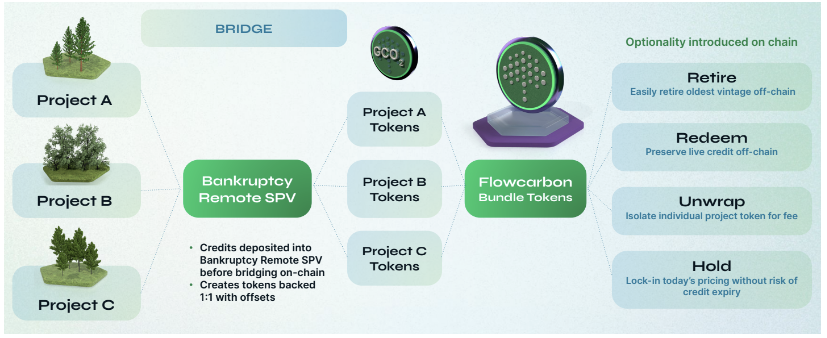 BRIDGE
Project A
Project B
Project C
Bankruptcy
Remote SPV
• Credits deposited into
Bankruptcy Remote SPV
before bridging on-chain
• Creates tokens backed
1:1 with offsets
GCO2
Project A
Tokens
Project B
Tokens
Project C
Tokens
Flowcarbon
Bundle Tokens
Optionality introduced on chain
Retire
Easily retire oldest vintage off-chain
Redeem
Preserve live credit off-chain
Unwrap
Isolate individual project token for fee
Hold
Lock-in today's pricing without risk of
credit expiry